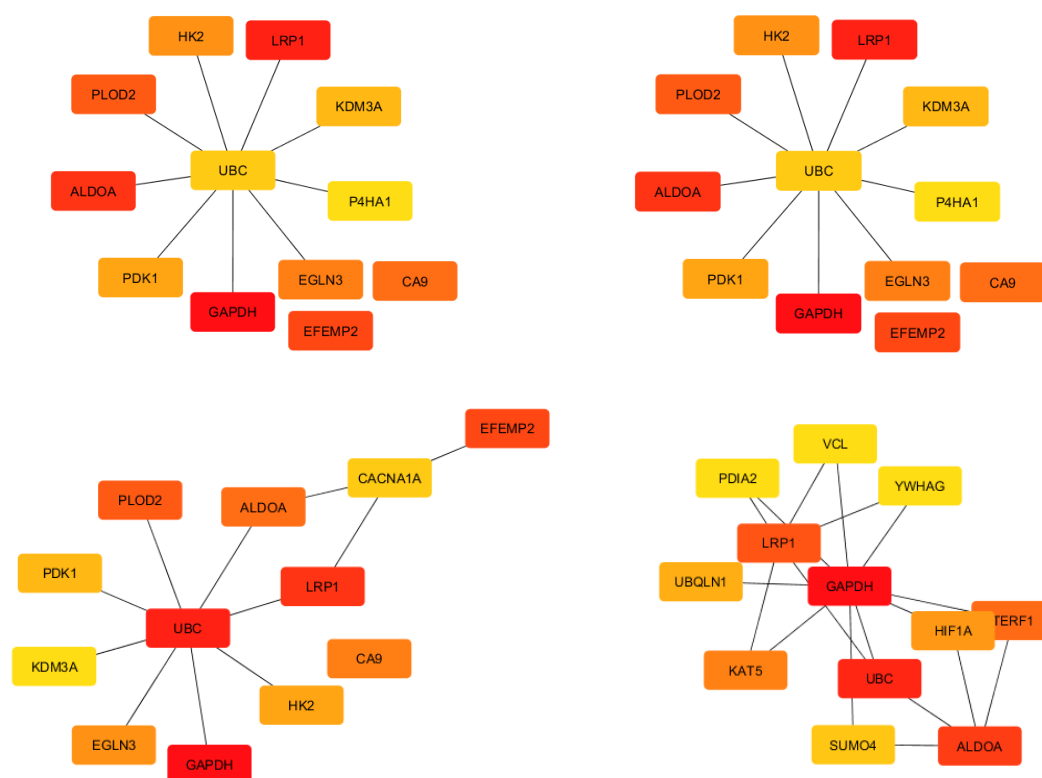 HK2
LRP1
PLOD2
KDM3A
UBC
ALDOA
P4HA1
PDK1
EGLN3
CA9
GAPDH
EFEMP2
HK2
LRP1
PLOD2
KDM3A
UBC
ALDOA
P4HA1
PDK1
EGLN3
CA9
GAPDH
EFEMP2
EFEMP2
CACNA1A
PLOD2
ALDOA
PDK1
LRP1
UBC
KDM3A
CA9
HK2
EGLN3
GAPDH
VCL
PDIA2
YWHAG
LRP1
UBQLN1
GAPDH
TERF1
HIF1A
KAT5
UBC
SUMO4
ALDOA